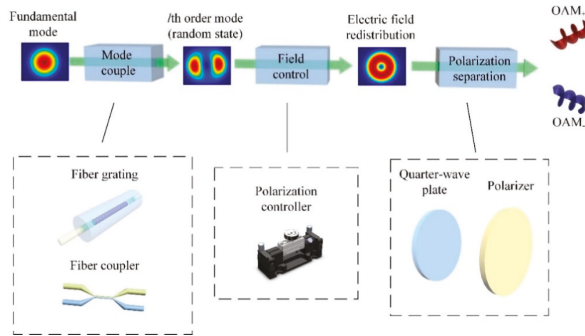 Fundamental
mode
lth order mode
(random state)
Electric field
redistribution
OAM+
Mode
couple
Field
control
Polarization
separation
OAM-
Fiber grating
Fiber coupler
Polarization
controller
Quarter-wave
plate
Polarizer